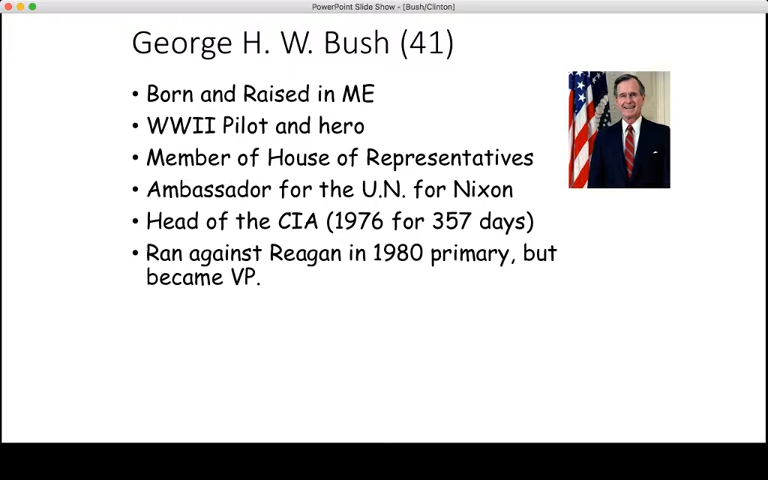 PowerPoint Slide Show - [Bush/Clinton]
George H. W. Bush (41)
• Born and Raised in ME
• WWII Pilot and hero
• Member of House of Representatives
• Ambassador for the U.N. for Nixon
• Head of the CIA (1976 for 357 days)
• Ran against Reagan in 1980 primary, but
became VP.